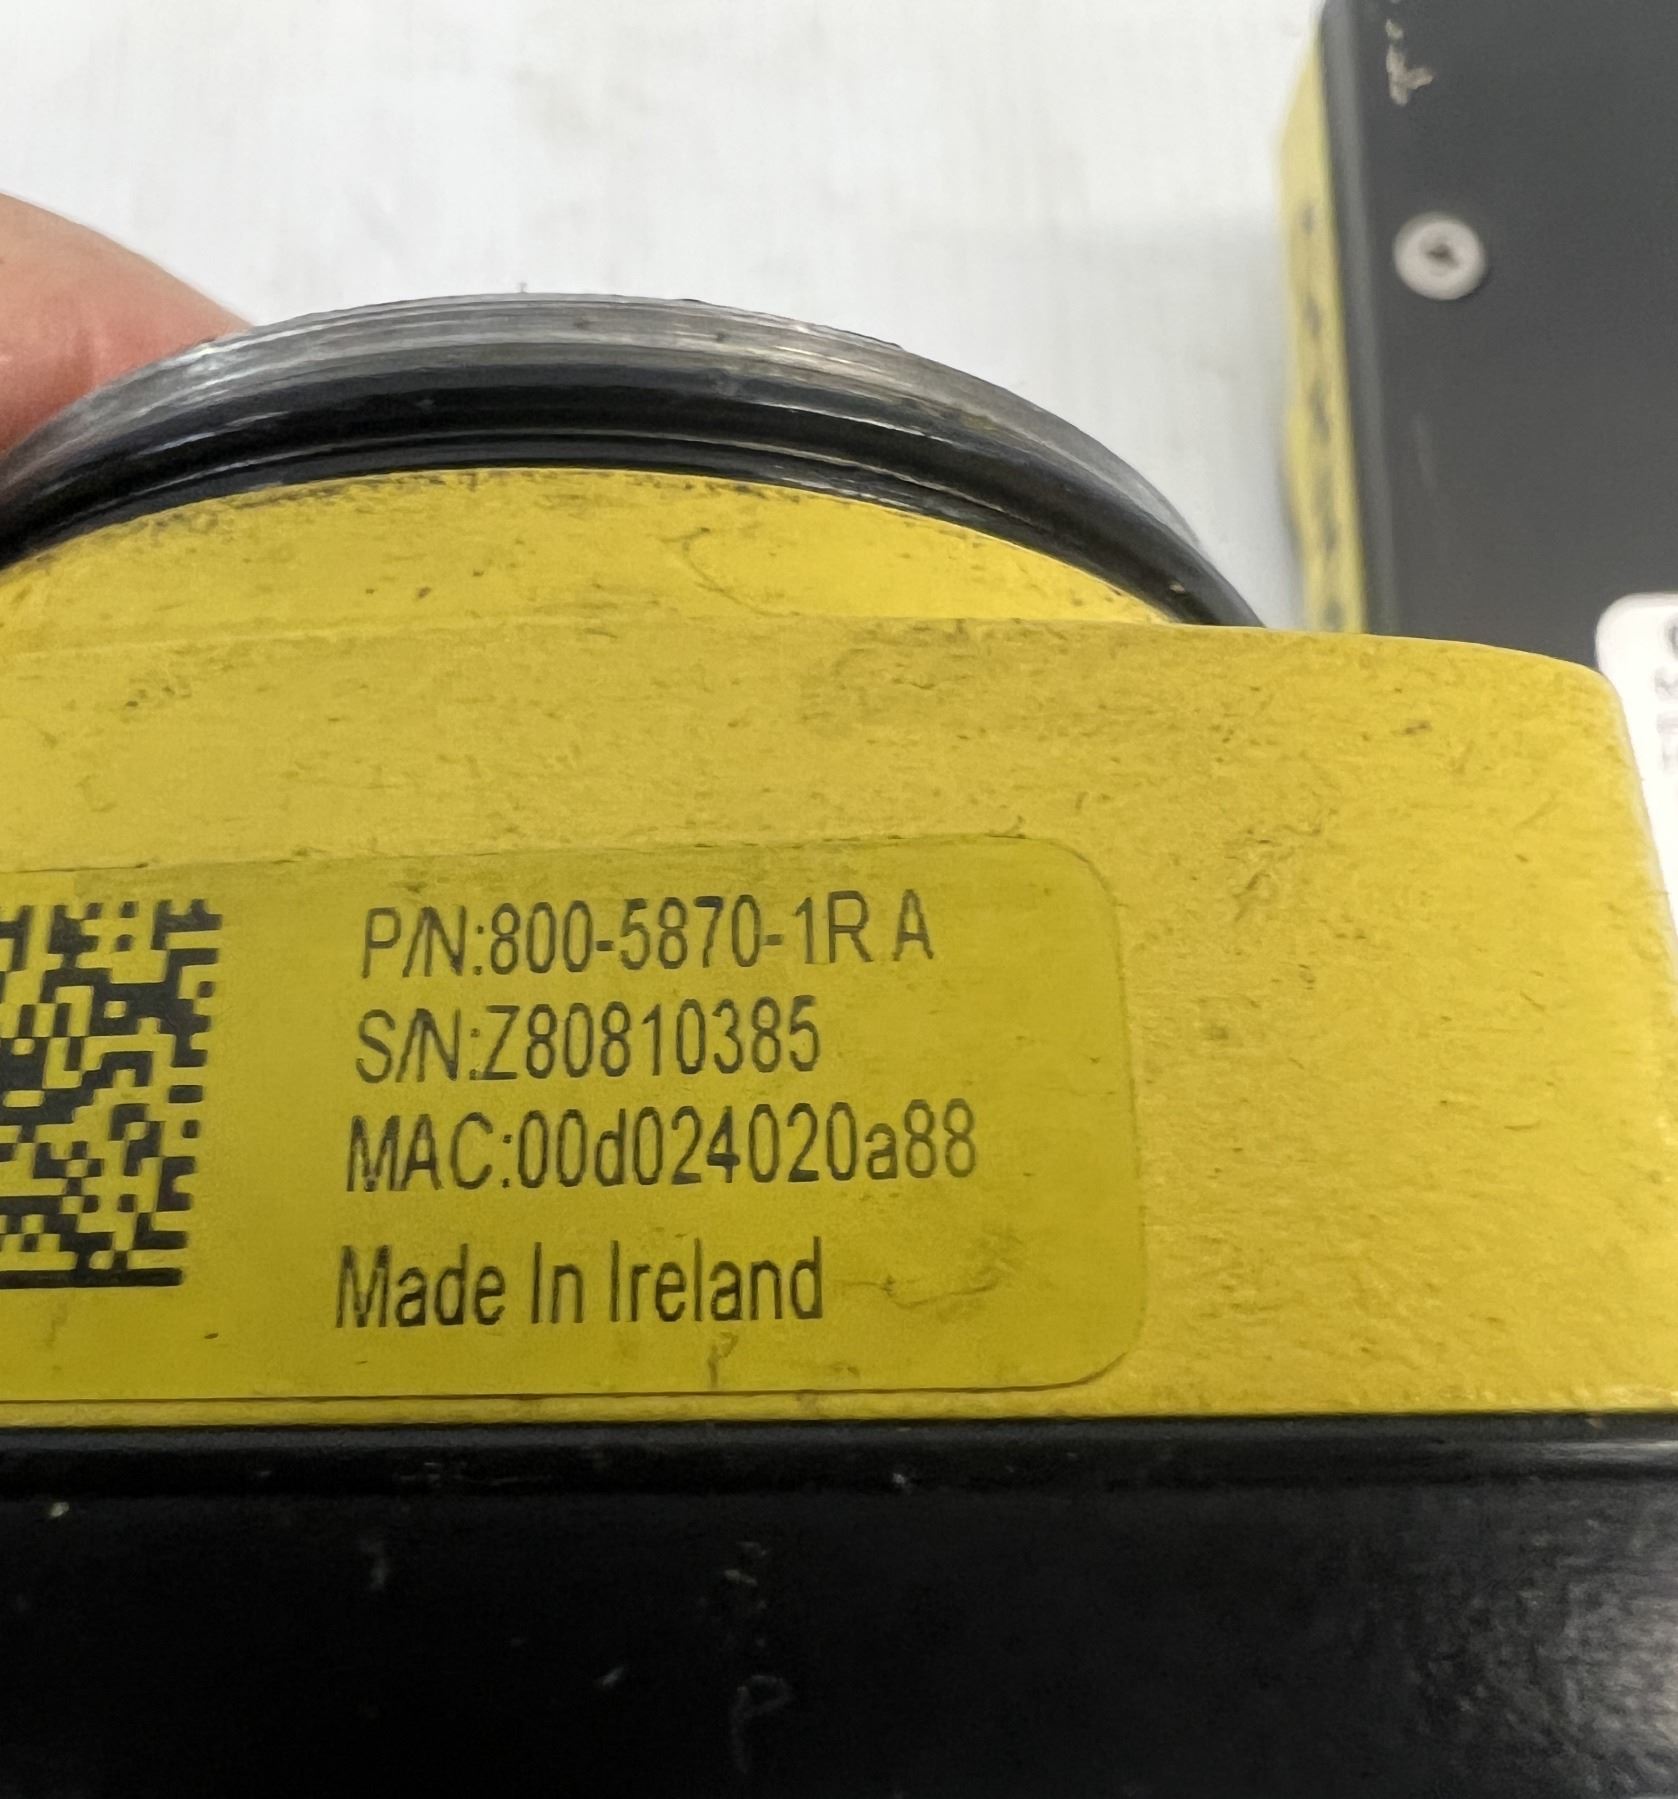 P/N:800-5870-1R A
S/N:Z80810385
MAC:00d024020a88
Made In Ireland